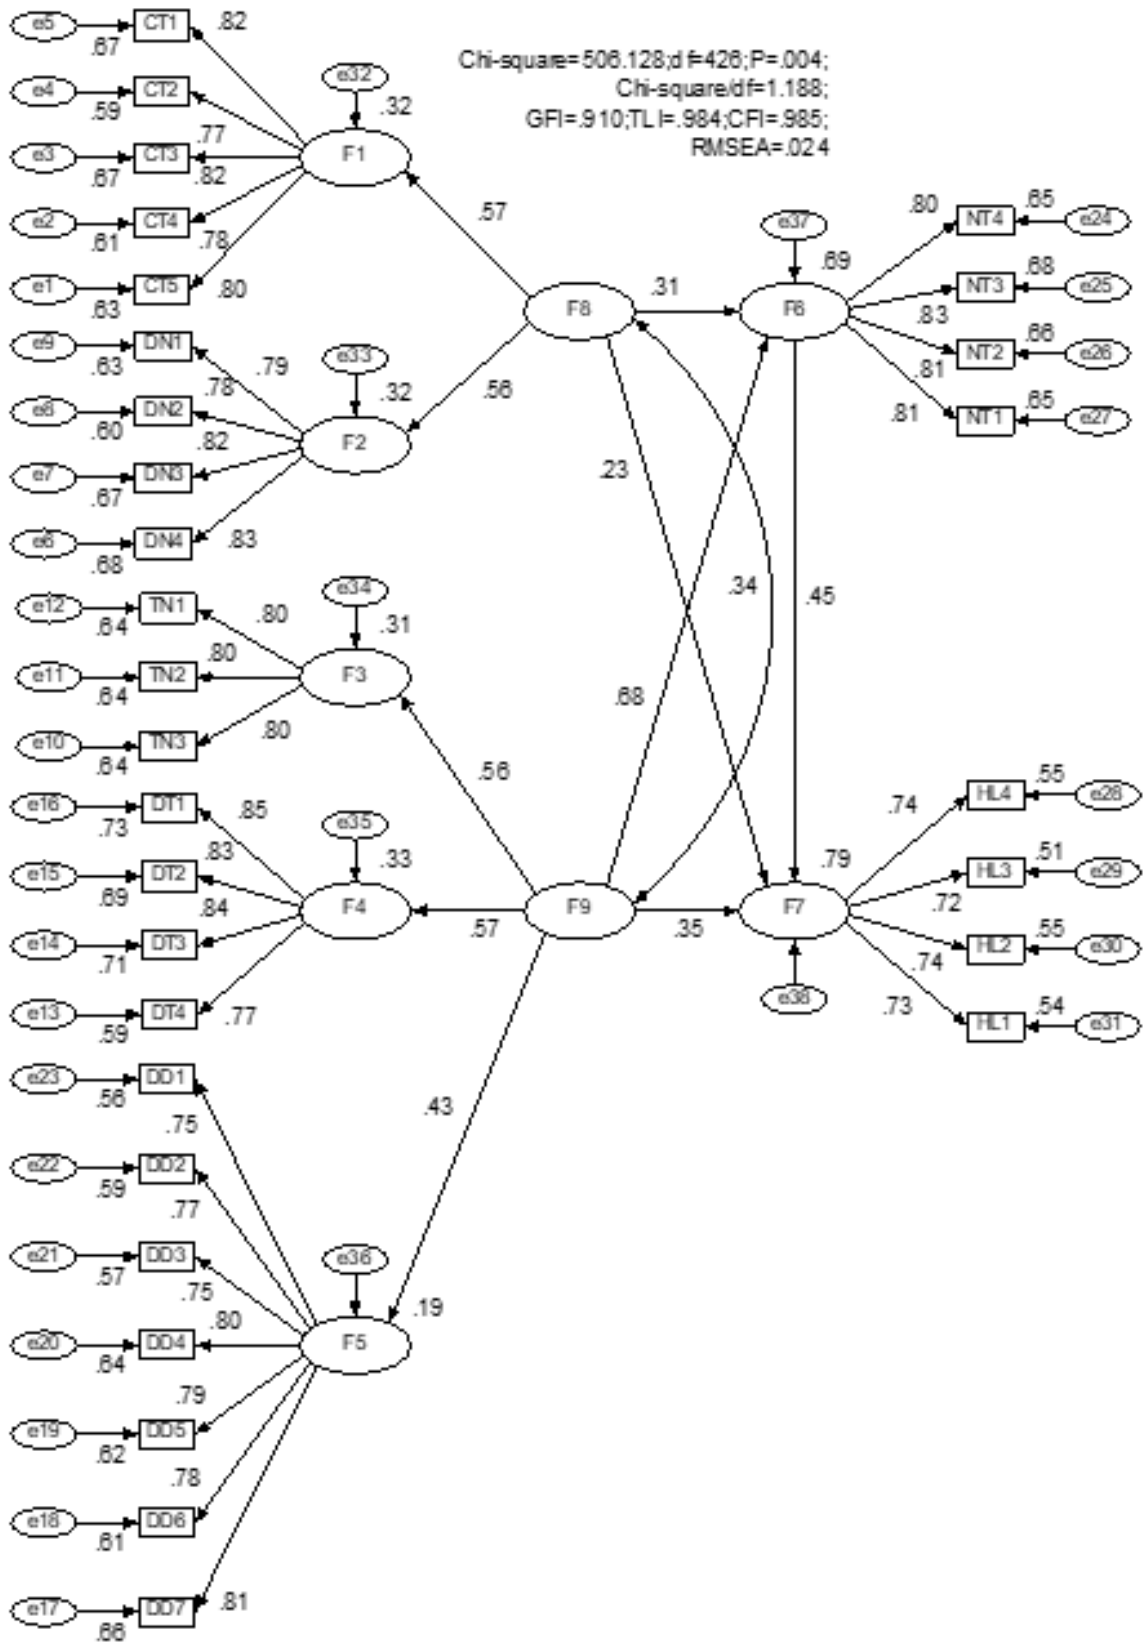 e5 CT1 .82
.67
e4 CT2
.59 .77
e3 CT3
.67 .82
e2 CT4
.61 .78
e1 CT5 .80
.63
e32
.32
F1
Chi-square=506.128;df=426;P=.004;
Chi-square/df=1.188;
GFI=.910;TLI=.984;CFI=.985;
RMSEA=.024
.57
e9 DN1 .79
.63 .78
DN2
.60 .82
e7 DN3
.67
DN4 .83
.68
e33
.32
F2
.56
F8
.31
e37
.69
F6
.80 NT4 .65 e24
NT3 .68 e25
.83
NT2 .66 e26
.81
.81 NT1 .65 e27
.23
.34
.45
.68
e12 TN1 .80
.64
e11 TN2 .80
.64
e10 TN3 .80
.64
e34
.31
F3
.56
e16 DT1 .85
.73 .83
e15 DT2
.69 .84
e14 DT3
.71
e13 DT4 .77
.59
e35
.33
F4
.57
F9
.35
.79
F7
e38
.74 HL4 .55 e28
HL3 .51 e29
.72
HL2 .55 e30
.74
.73 HL1 .54 e31
.43
e23 DD1
.56 .75
e22 DD2
.59 .77
e21 DD3
.57 .75
e20 DD4 .80
.64
.79
e19 DD5
.62
.78
e18 DD6
.61
e17 DD7 .81
.66
e36
.19
F5